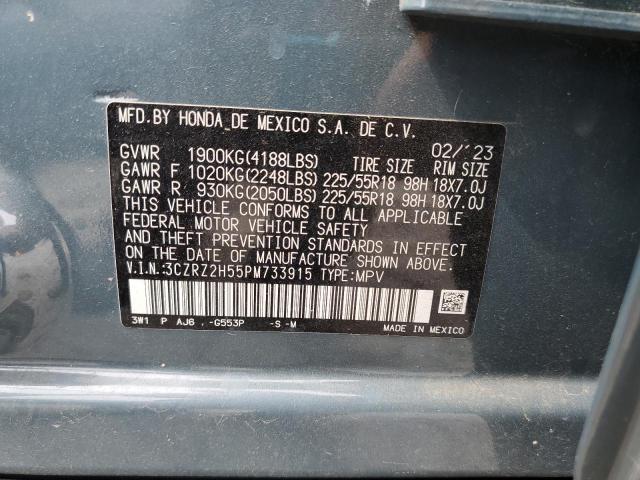 MFD.BY HONDA DE MEXICO S.A. DE C.V. 02/'23
GVWR 1900KG(4188LBS) TIRE SIZE RIM SIZE
GAWR F 1020KG(2248LBS) 225/55R18 98H 18X7.0J
GAWR R. 930KG(2050LBS) 225/55R18 98H 18X7.0J
THIS VEHICLE CONFORMS TO ALL APPLICABLE
FEDERAL MOTOR VEHICLE SAFETY
AND THEFT PREVENTION STANDARDS IN EFFECT
ON THE DATE OF MANUFACTURE SHOWN ABOVE.
V.I.N.:3CZRZ2H55PM733915 TYPE:MPV
3W1 P AJ6 .-G553P -S -M MADE IN MEXICO